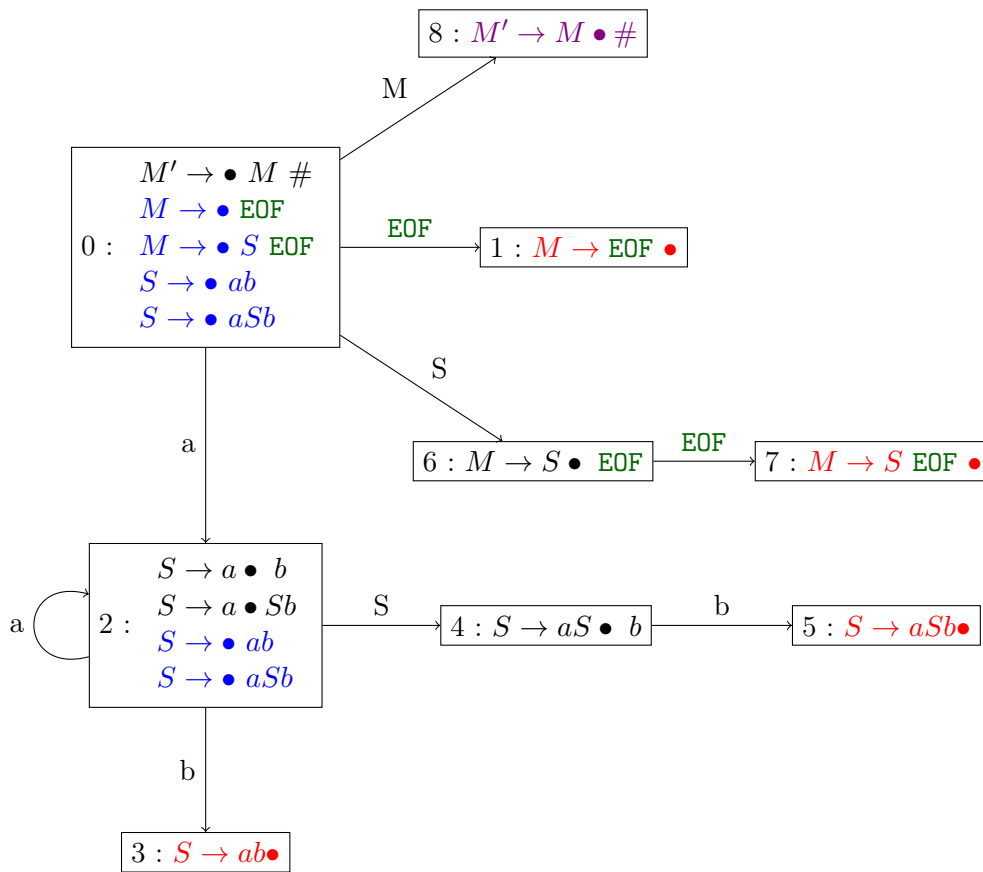 8 : M′ → M • #
M
0 :
M′ → • M #
M → • EOF
M → • S EOF
S → • ab
S → • aSb
EOF
1 : M → EOF •
S
a
6 : M → S • EOF
EOF
7 : M → S EOF •
a
2 :
S → a • b
S → a • Sb
S → • ab
S → • aSb
S
4 : S → aS • b
b
5 : S → aSb•
b
3 : S → ab•